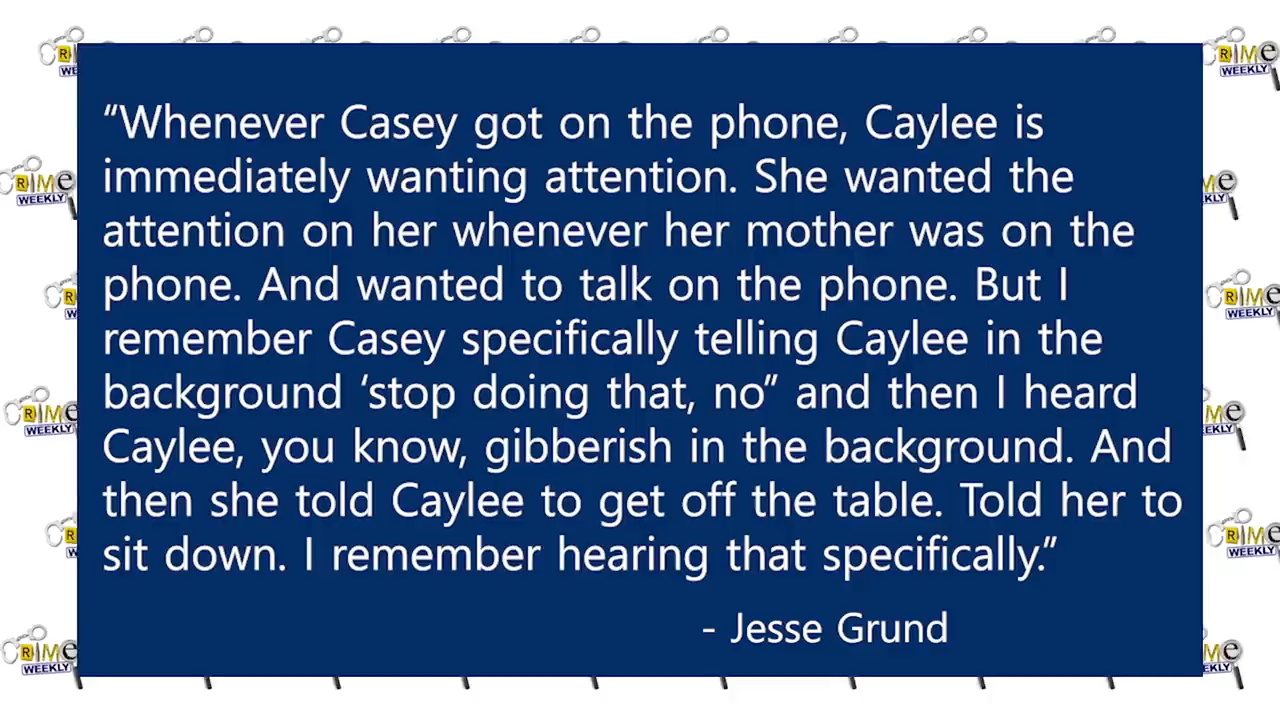 “Whenever Casey got on the phone, Caylee is
immediately wanting attention. She wanted the
attention on her whenever her mother was on the
phone. And wanted to talk on the phone. But I
remember Casey specifically telling Caylee in the
background ‘stop doing that, no” and then I heard
Caylee, you know, gibberish in the background. And
then she told Caylee to get off the table. Told her to
sit down. I remember hearing that specifically.”
- Jesse Grund
CRIMe
WEEKLY